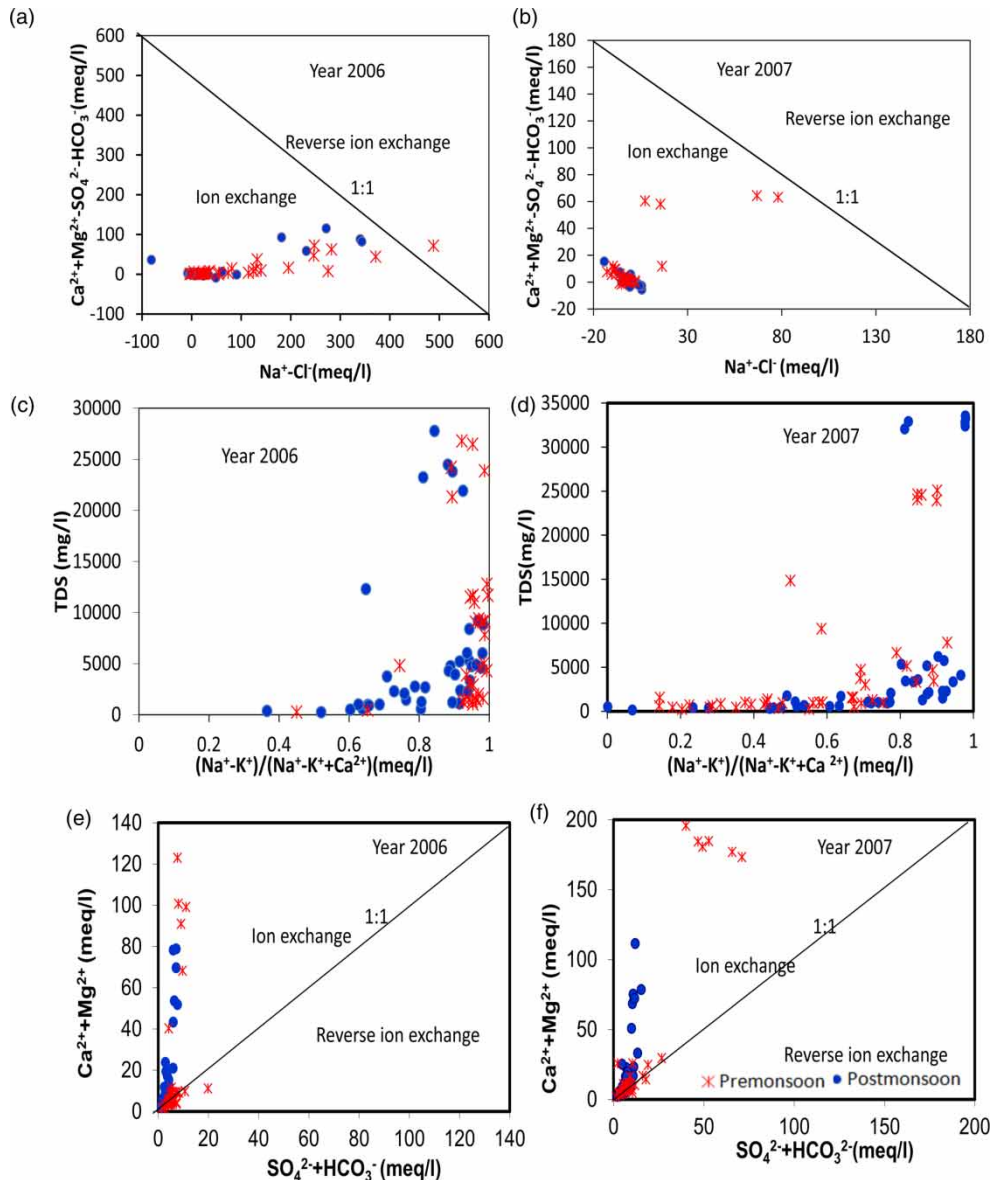 (a)
600
500
400
300
200
100
0
-100
-100 0 100 200 300 400 500 600
Ca²⁺+Mg²⁺-SO₄²⁻-HCO₃⁻(meq/l)
Na⁺-Cl⁻(meq/l)
Year 2006
Reverse ion exchange
1:1
Ion exchange
(b)
180
160
140
120
100
80
60
40
20
0
-20
-20 30 80 130 180
Ca²⁺+Mg²⁺-SO₄²⁻-HCO₃⁻(meq/l)
Na⁺-Cl⁻(meq/l)
Year 2007
Reverse ion exchange
Ion exchange
1:1
(c)
30000
25000
20000
15000
10000
5000
0
0 0.2 0.4 0.6 0.8 1
TDS (mg/l)
(Na⁺-K⁺)/(Na⁺-K⁺+Ca²⁺)(meq/l)
Year 2006
(d)
35000
30000
25000
20000
15000
10000
5000
0
0 0.2 0.4 0.6 0.8 1
TDS(mg/l)
(Na⁺-K⁺)/(Na⁺-K⁺+Ca ²⁺) (meq/l)
Year 2007
(e)
140
120
100
80
60
40
20
0
0 20 40 60 80 100 120 140
Ca²⁺+Mg²⁺ (meq/l)
SO₄²⁻+HCO₃⁻(meq/l)
Year 2006
1:1
Ion exchange
Reverse ion exchange
(f)
200
150
100
50
0
0 50 100 150 200
Ca²⁺+Mg²⁺ (meq/l)
SO₄²⁻+HCO₃²⁻(meq/l)
Year 2007
1:1
Ion exchange
Reverse ion exchange
Premonsoon Postmonsoon